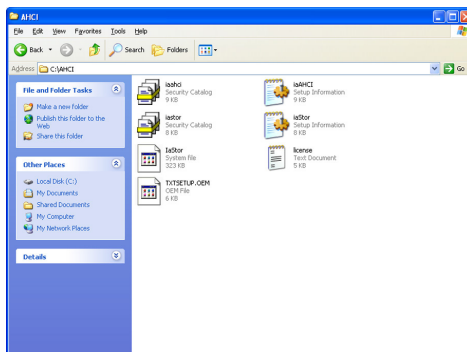 AHCI
File Edit View Favorites Tools Help
Back Search Folders
Address C:\AHCI Go
File and Folder Tasks
Make a new folder
Publish this folder to the
Web
Share this folder
Other Places
Local Disk (C:)
My Documents
Shared Documents
My Computer
My Network Places
Details
iaahci
Security Catalog
9 KB
iaAHCI
Setup Information
9 KB
iastor
Security Catalog
8 KB
iaStor
Setup Information
8 KB
IaStor
System file
323 KB
license
Text Document
5 KB
TXTSETUP.OEM
OEM File
6 KB